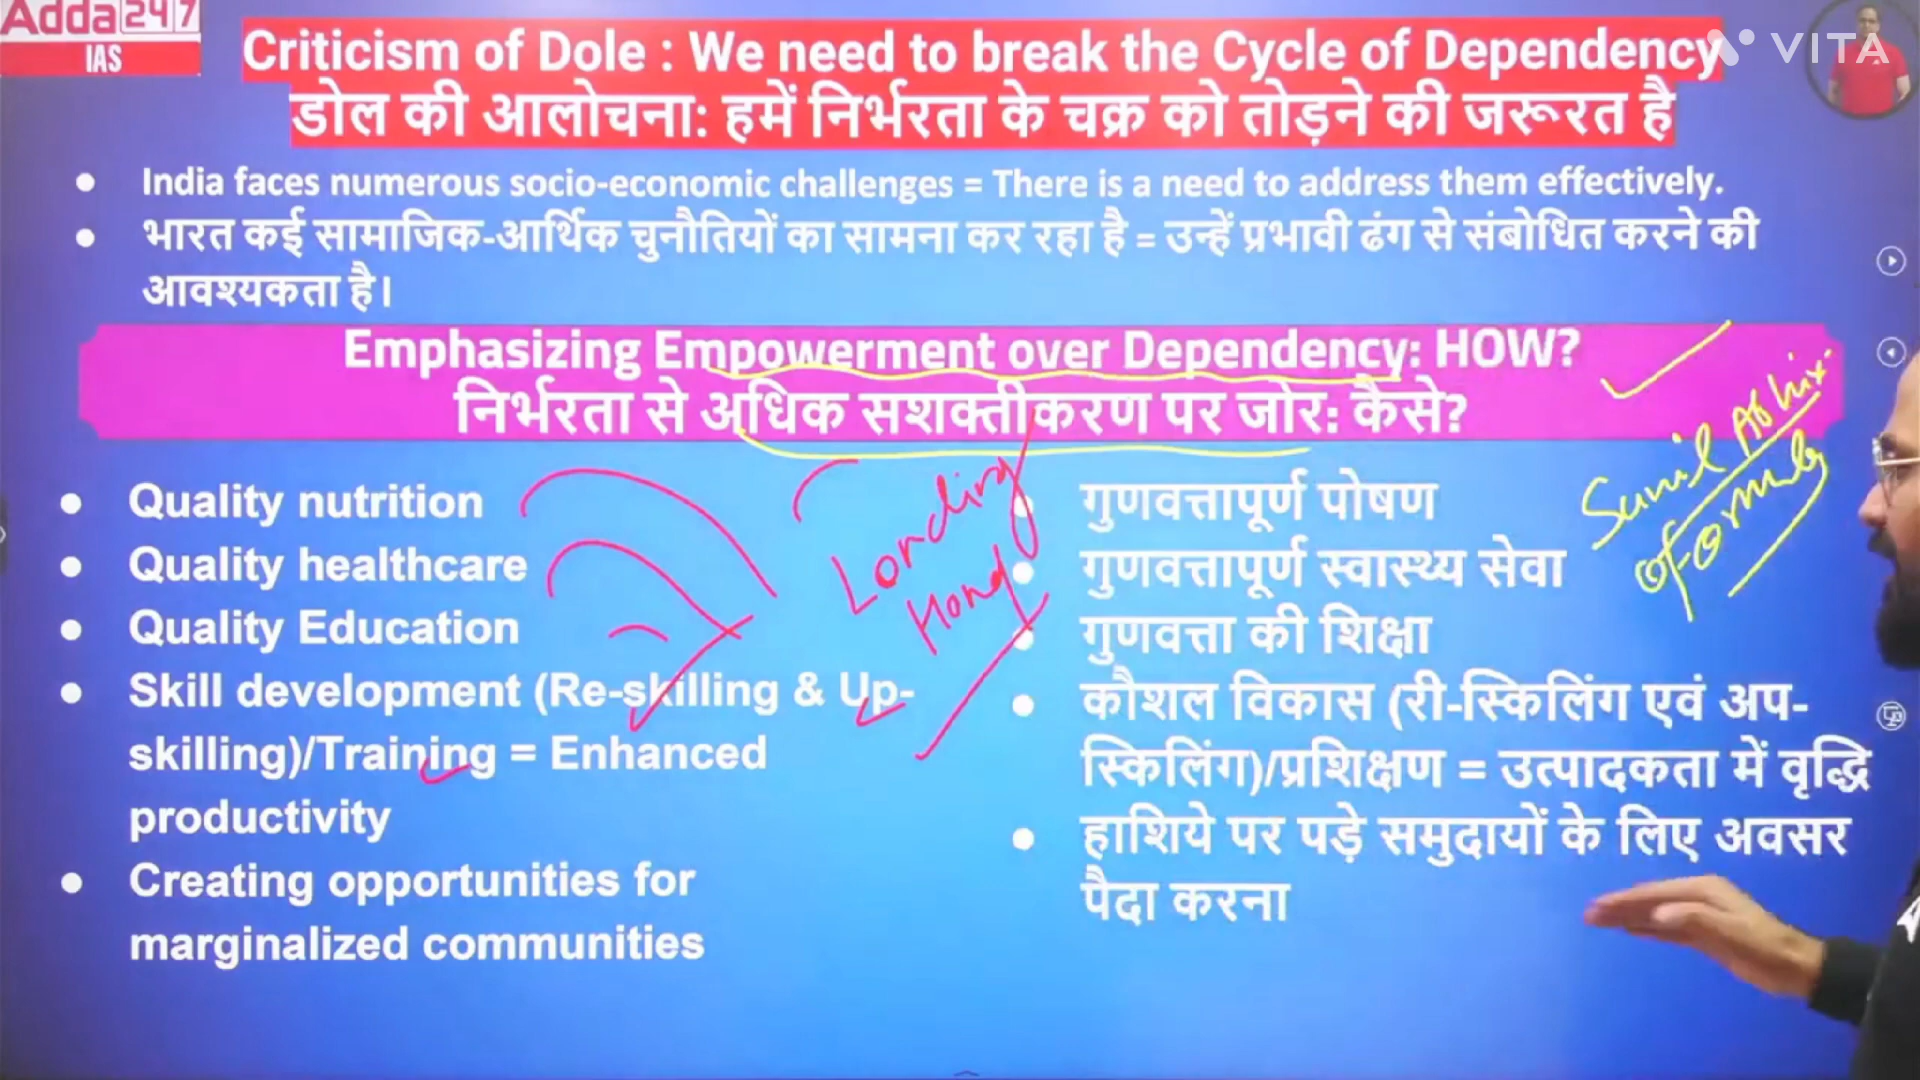 Adda247
IAS
VITA
Criticism of Dole : We need to break the Cycle of Dependency
डोल की आलोचना: हमें निर्भरता के चक्र को तोड़ने की जरूरत है
India faces numerous socio-economic challenges = There is a need to address them effectively.
भारत कई सामाजिक-आर्थिक चुनौतियों का सामना कर रहा है = उन्हें प्रभावी ढंग से संबोधित करने की
आवश्यकता है।
Emphasizing Empowerment over Dependency: HOW?
निर्भरता से अधिक सशक्तीकरण पर जोर: कैसे?
Quality nutrition
Quality healthcare
Quality Education
Skill development (Re-skilling & Up-
skilling)/Training = Enhanced
productivity
Creating opportunities for
marginalized communities
Hand
गुणवत्तापूर्ण पोषण
गुणवत्तापूर्ण स्वास्थ्य सेवा
गुणवत्ता की शिक्षा
कौशल विकास (री-स्किलिंग एवं अप-
स्किलिंग)/प्रशिक्षण = उत्पादकता में वृद्धि
हाशिये पर पड़े समुदायों के लिए अवसर
पैदा करना
Sunil